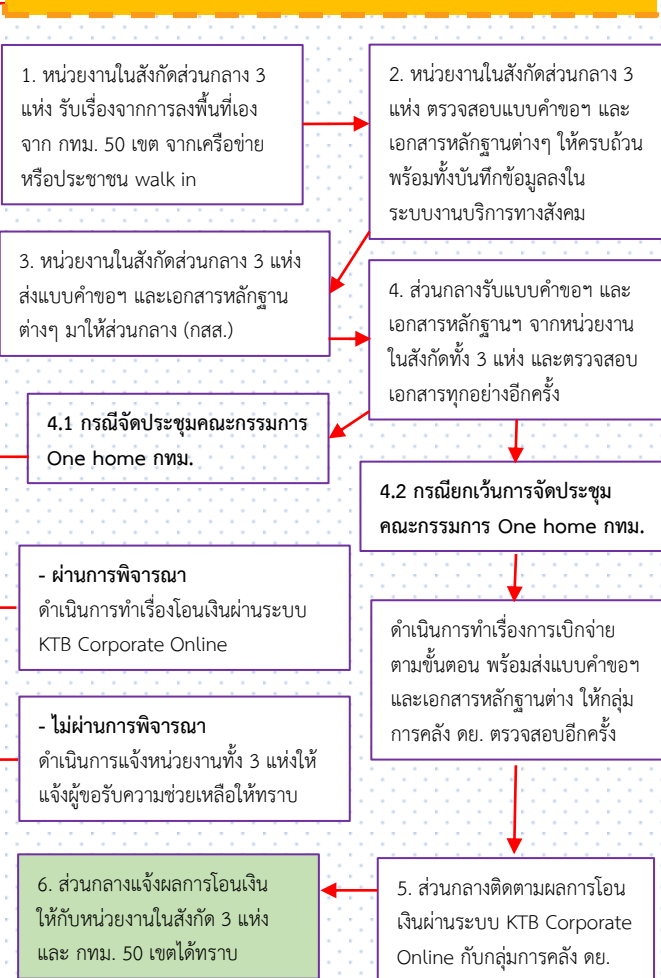 1. หน่วยงานในสังกัดส่วนกลาง 3
แห่ง รับเรื่องจากการลงพื้นที่เอง
จาก กทม. 50 เขต จากเครือข่าย
หรือประชาชน walk in
2. หน่วยงานในสังกัดส่วนกลาง 3
แห่ง ตรวจสอบแบบคำขอฯ และ
เอกสารหลักฐานต่างๆ ให้ครบถ้วน
พร้อมทั้งบันทึกข้อมูลลงใน
ระบบงานบริการทางสังคม
3. หน่วยงานในสังกัดส่วนกลาง 3 แห่ง
ส่งแบบคำขอฯ และเอกสารหลักฐาน
ต่างๆ มาให้ส่วนกลาง (กสส.)
4. ส่วนกลางรับแบบคำขอฯ และ
เอกสารหลักฐานฯ จากหน่วยงาน
ในสังกัดทั้ง 3 แห่ง และตรวจสอบ
เอกสารทุกอย่างอีกครั้ง
4.1 กรณีจัดประชุมคณะกรรมการ
One home กทม.
4.2 กรณียกเว้นการจัดประชุม
คณะกรรมการ One home กทม.
- ผ่านการพิจารณา
ดำเนินการทำเรื่องโอนเงินผ่านระบบ
KTB Corporate Online
ดำเนินการทำเรื่องการเบิกจ่าย
ตามขั้นตอน พร้อมส่งแบบคำขอฯ
และเอกสารหลักฐานต่าง ให้กลุ่ม
การคลัง ดย. ตรวจสอบอีกครั้ง
- ไม่ผ่านการพิจารณา
ดำเนินการแจ้งหน่วยงานทั้ง 3 แห่งให้
แจ้งผู้ขอรับความช่วยเหลือให้ทราบ
5. ส่วนกลางติดตามผลการโอน
เงินผ่านระบบ KTB Corporate
Online กับกลุ่มการคลัง ดย.
6. ส่วนกลางแจ้งผลการโอนเงิน
ให้กับหน่วยงานในสังกัด 3 แห่ง
และ กทม. 50 เขตได้ทราบ